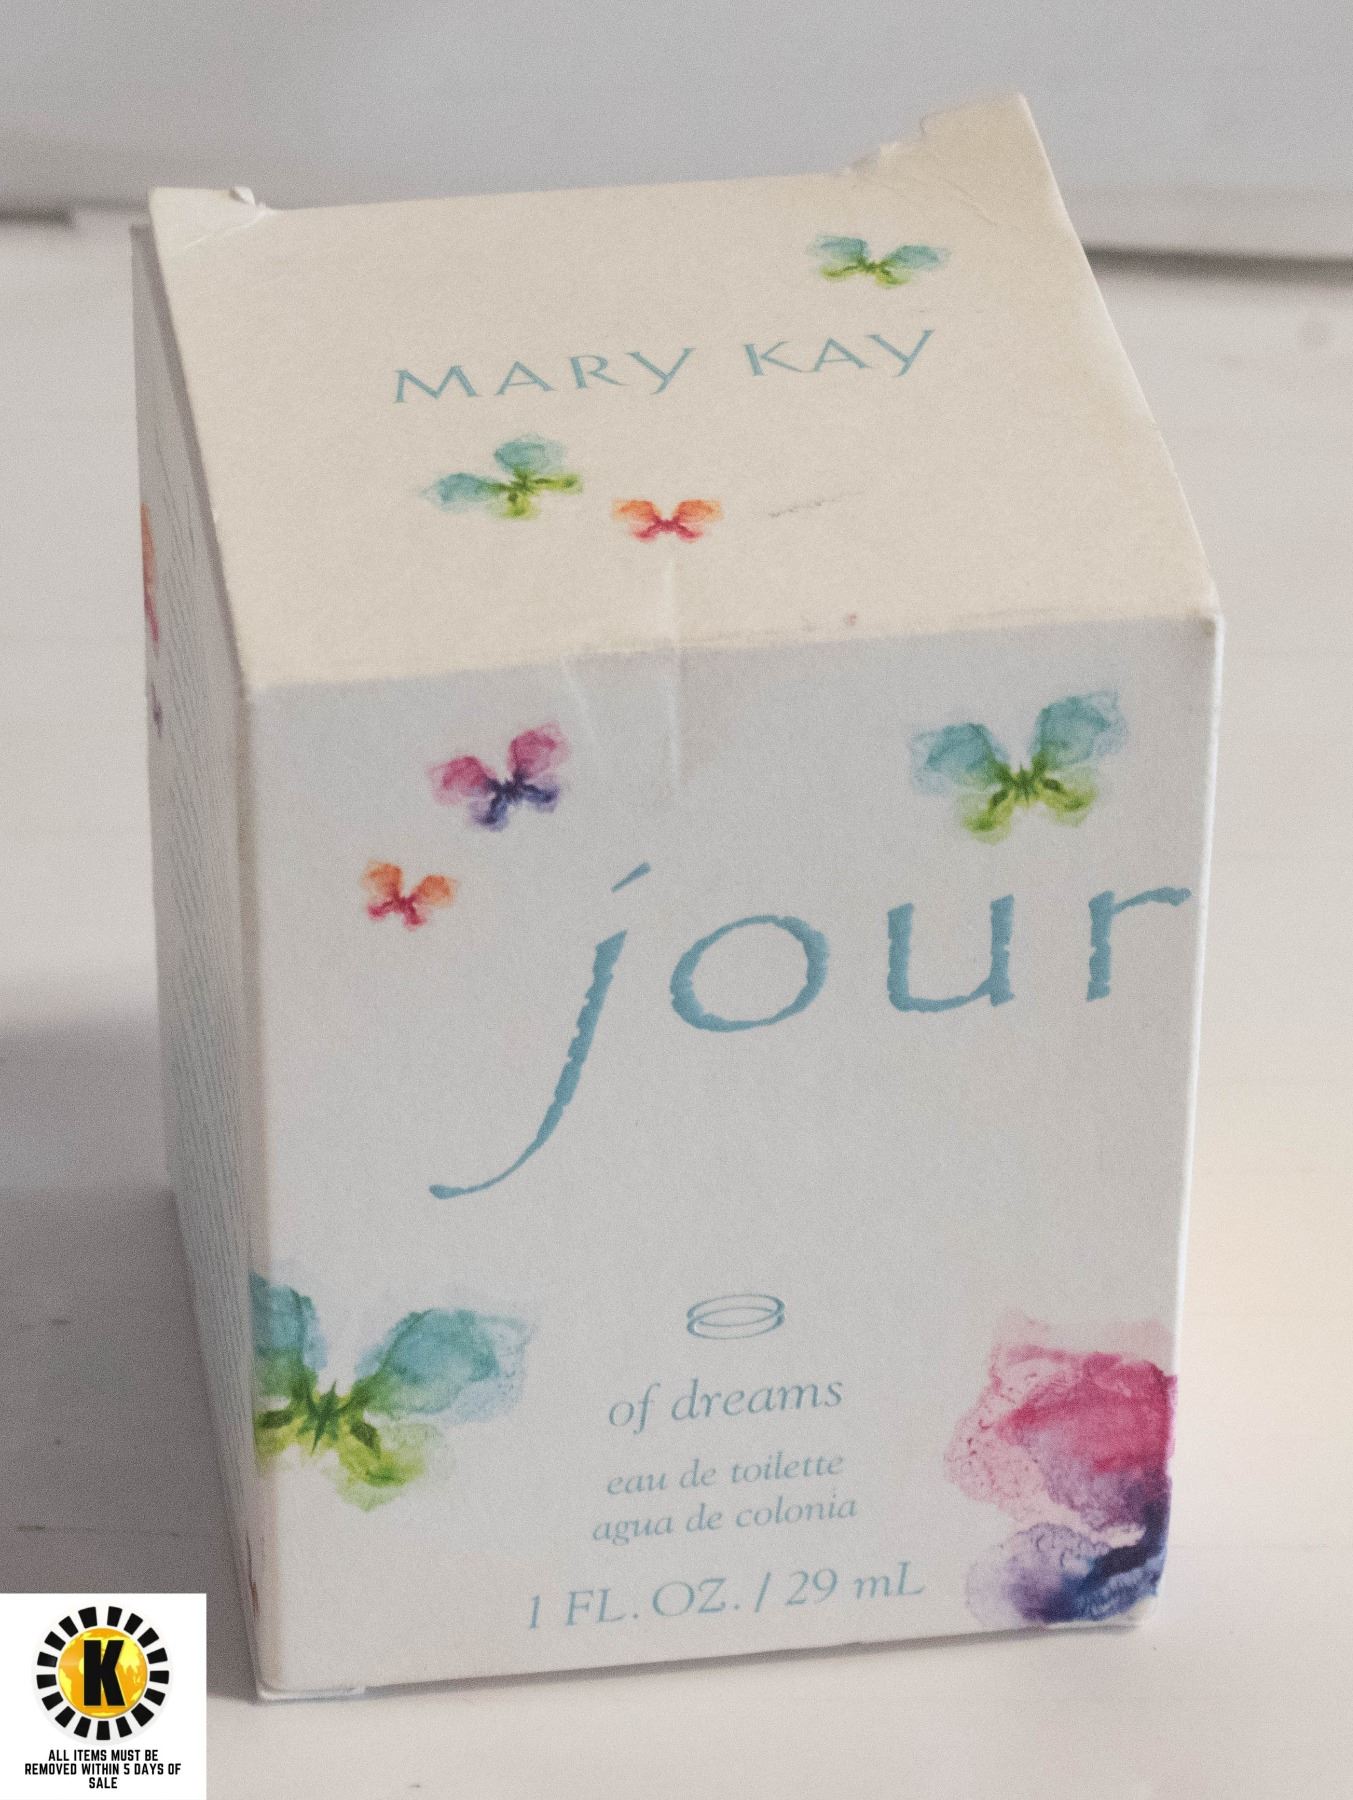 MARY KAY
jour
of dreams
eau de toilette
agua de colonia
1 FL. OZ. / 29 mL
K
ALL ITEMS MUST BE
REMOVED WITHIN 5 DAYS OF
SALE